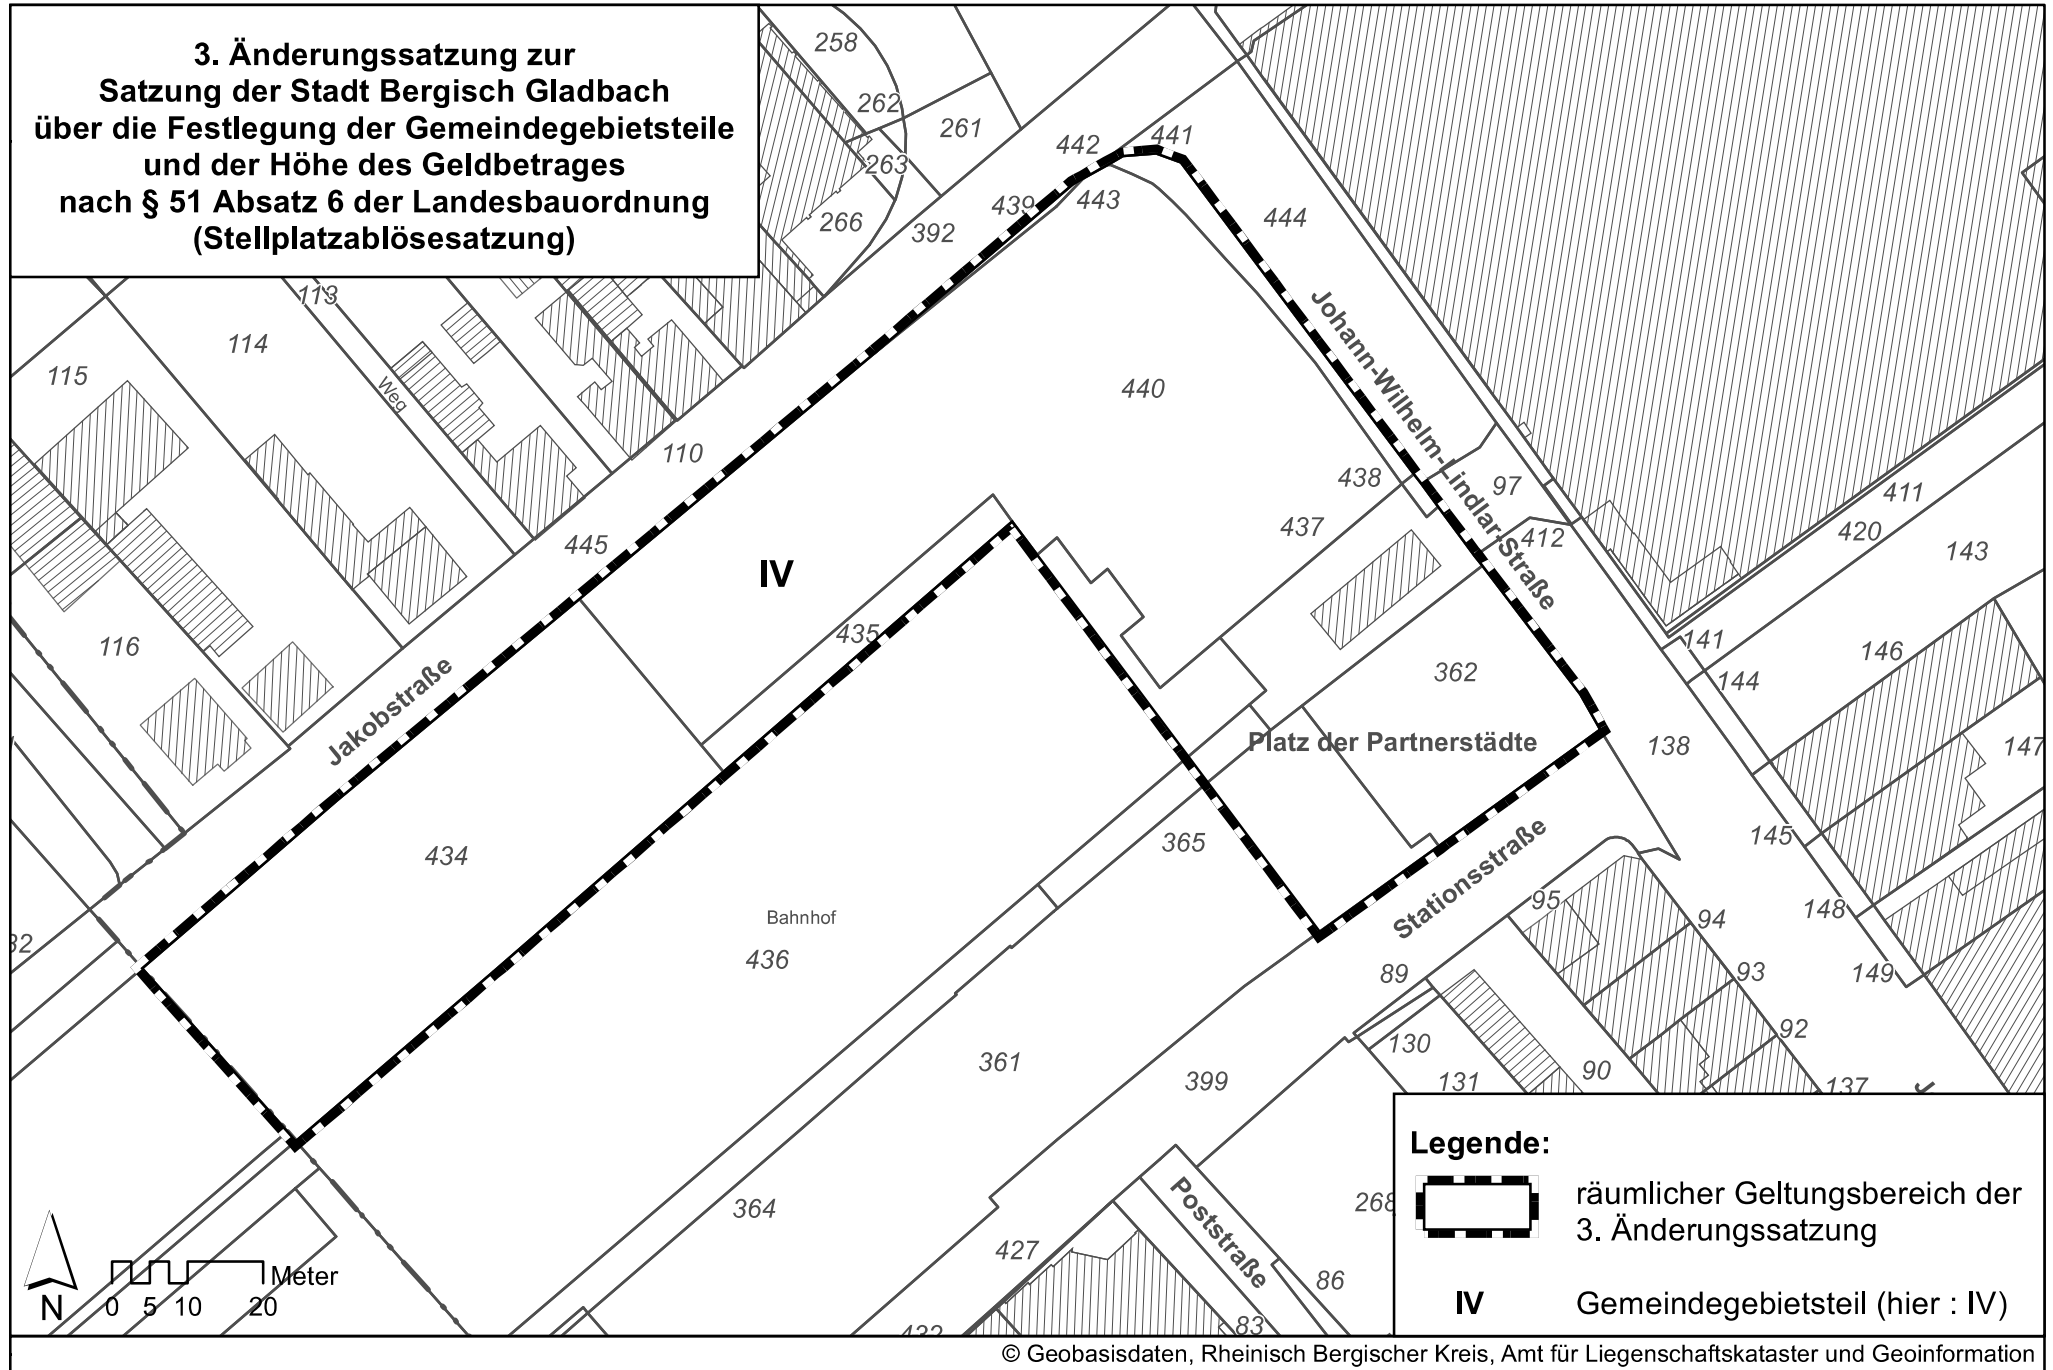 3. Änderungssatzung zur
Satzung der Stadt Bergisch Gladbach
über die Festlegung der Gemeindegebietsteile
und der Höhe des Geldbetrages
nach § 51 Absatz 6 der Landesbauordnung
(Stellplatzablösesatzung)
258
262
261
263
266
442
441
439
443
392
444
113
114
115
Weg
110
440
Johann-Wilhelm-Lindlar-Straße
438
97
437
412
411
420
143
445
IV
435
116
Jakobstraße
362
141
144
146
Platz der Partnerstädte
138
147
434
365
145
Stationsstraße
Bahnhof
436
95
94
148
89
93
149
92
361
399
130
131
90
137
364
Poststraße
268
427
86
83
432
N
0 5 10 20
Meter
Legende:
räumlicher Geltungsbereich der
3. Änderungssatzung
IV Gemeindegebietsteil (hier : IV)
© Geobasisdaten, Rheinisch Bergischer Kreis, Amt für Liegenschaftskataster und Geoinformation